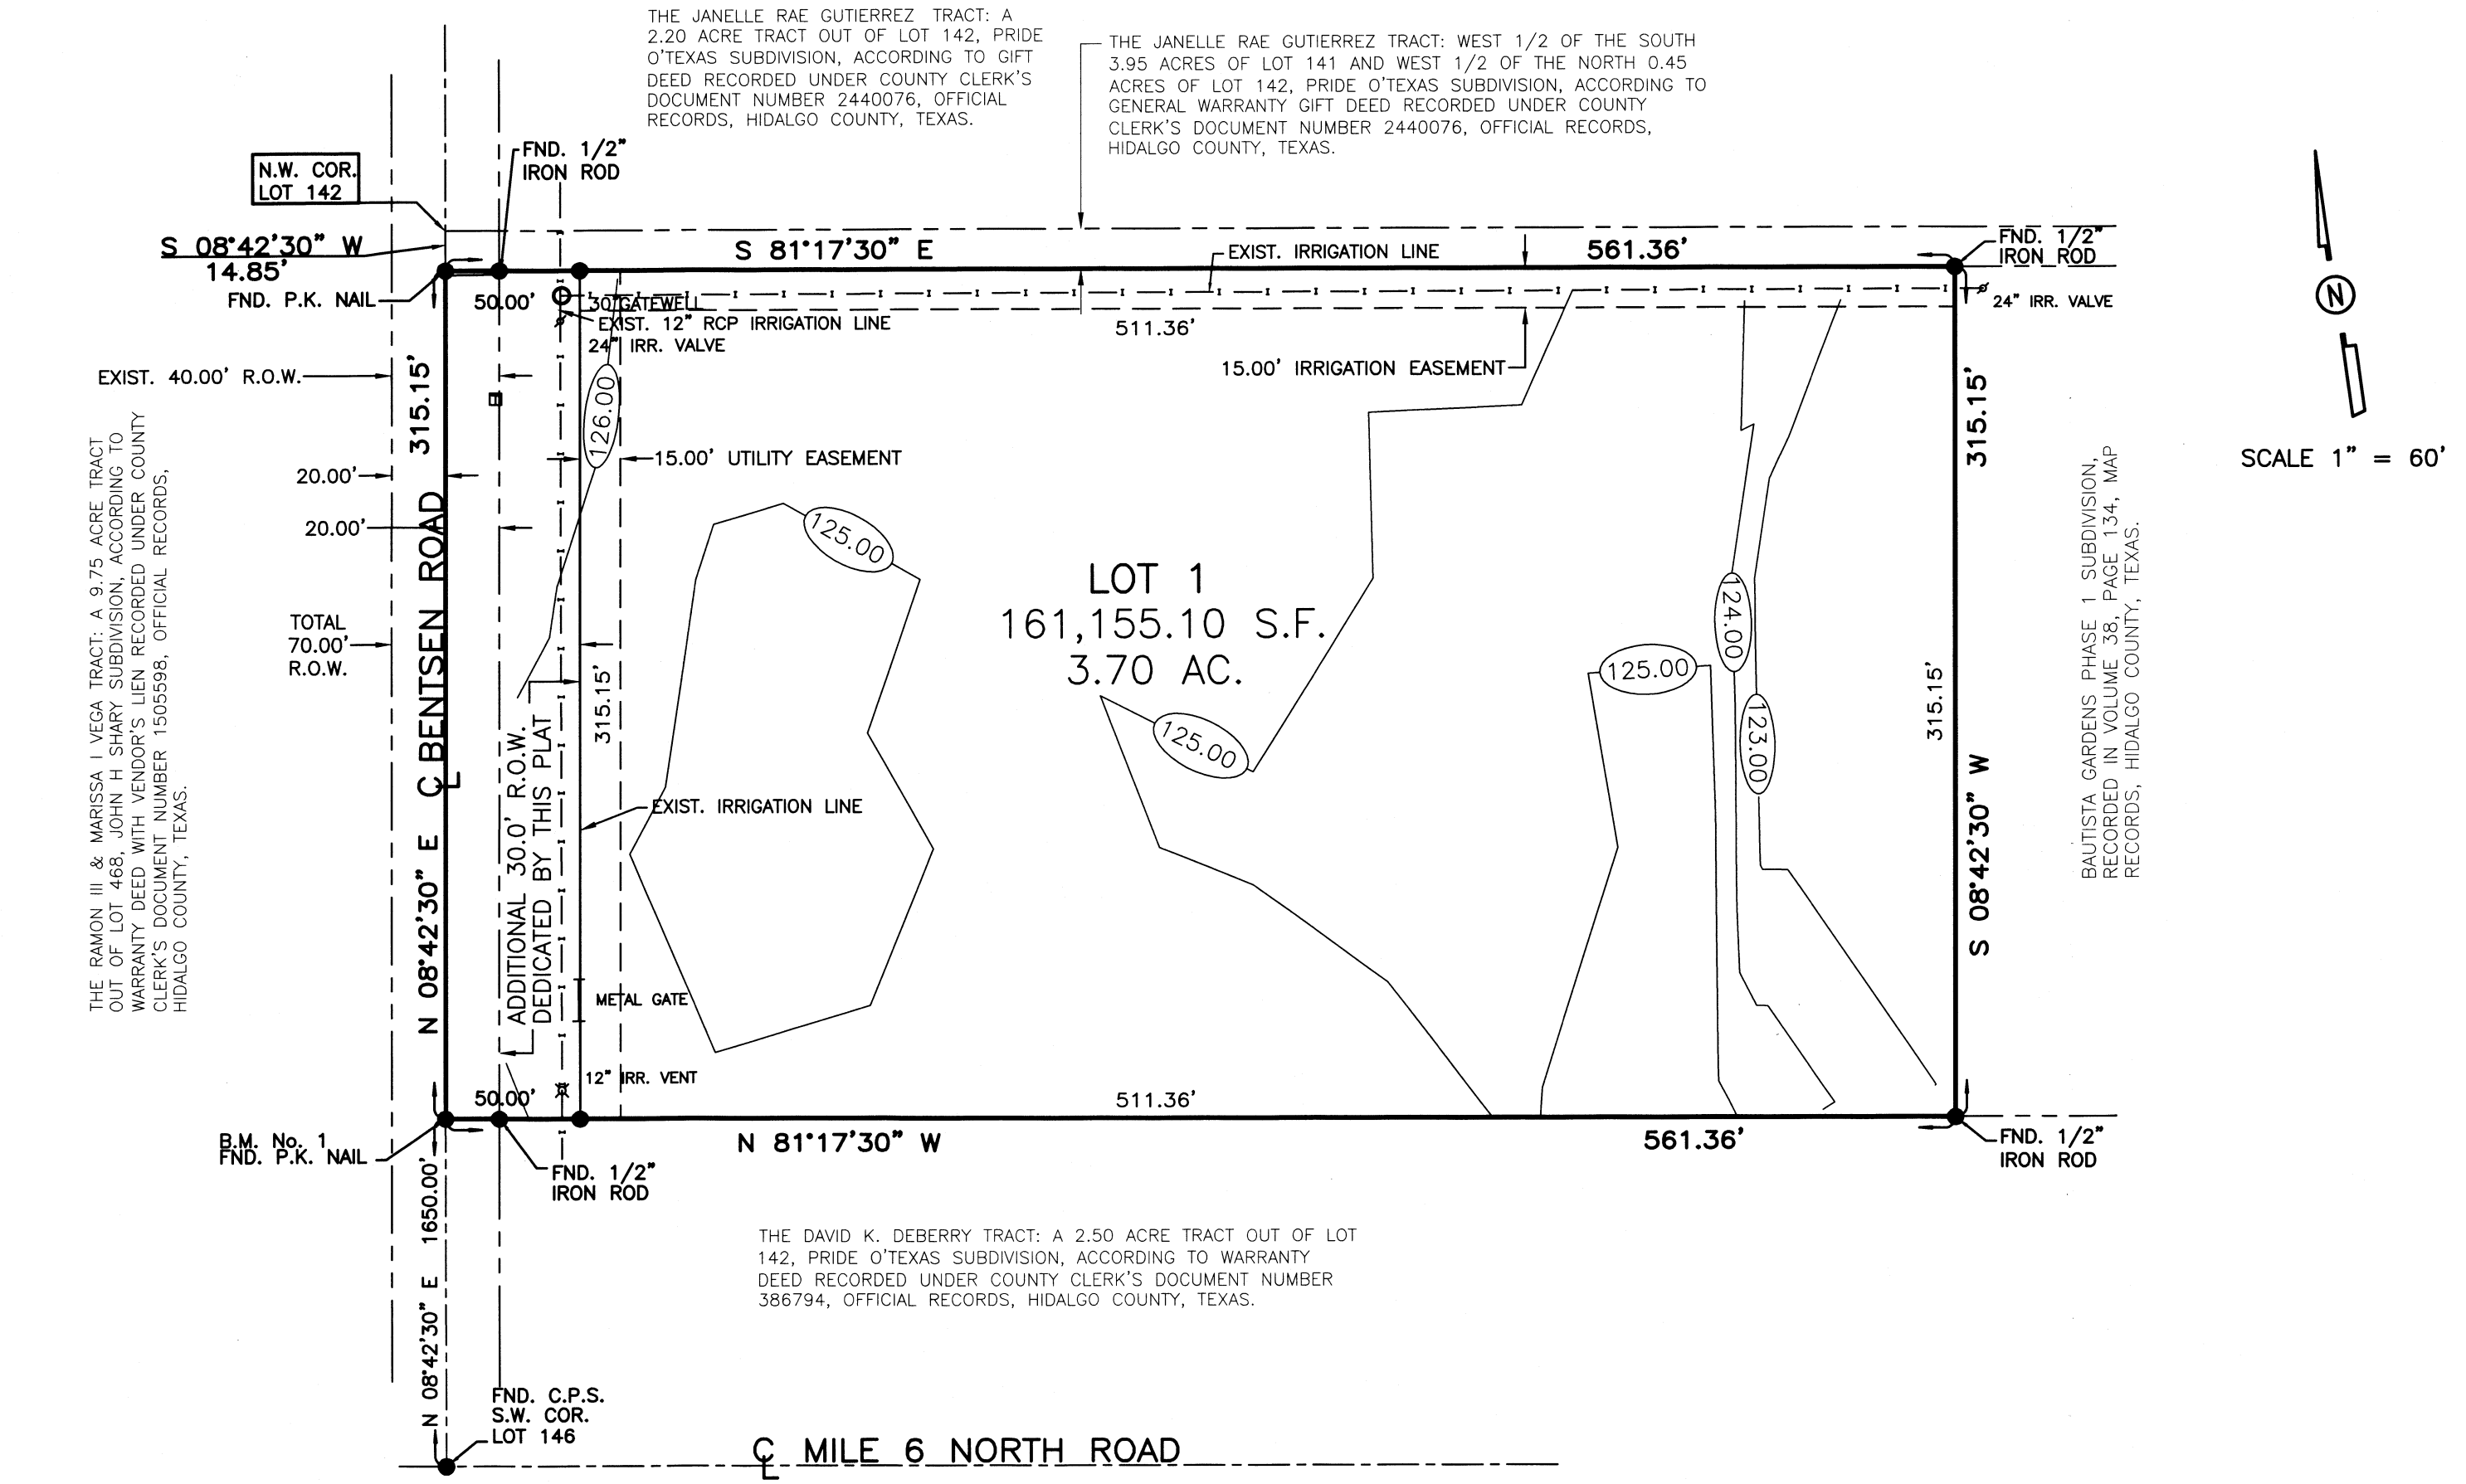 THE JANELLE RAE GUTIERREZ TRACT: A
2.20 ACRE TRACT OUT OF LOT 142, PRIDE
O'TEXAS SUBDIVISION, ACCORDING TO GIFT
DEED RECORDED UNDER COUNTY CLERK'S
DOCUMENT NUMBER 2440076, OFFICIAL
RECORDS, HIDALGO COUNTY, TEXAS.
THE JANELLE RAE GUTIERREZ TRACT: WEST 1/2 OF THE SOUTH
3.95 ACRES OF LOT 141 AND WEST 1/2 OF THE NORTH 0.45
ACRES OF LOT 142, PRIDE O'TEXAS SUBDIVISION, ACCORDING TO
GENERAL WARRANTY GIFT DEED RECORDED UNDER COUNTY
CLERK'S DOCUMENT NUMBER 2440076, OFFICIAL RECORDS,
HIDALGO COUNTY, TEXAS.
FND. 1/2"
IRON ROD
N.W. COR.
LOT 142
S 08°42'30" W
14.85'
FND. P.K. NAIL
S 81°17'30" E
EXIST. IRRIGATION LINE
561.36'
FND. 1/2"
IRON ROD
24" IRR. VALVE
N
SCALE 1" = 60'
50.00'
30"GATEWELL
EXIST. 12" RCP IRRIGATION LINE
24" IRR. VALVE
511.36'
15.00' IRRIGATION EASEMENT
EXIST. 40.00' R.O.W.
315.15'
126.00
15.00' UTILITY EASEMENT
20.00'
20.00'
TOTAL
70.00'
R.O.W.
THE RAMON III & MARISSA I VEGA TRACT: A 9.75 ACRE TRACT
OUT OF LOT 468, JOHN H SHARY SUBDIVISION, ACCORDING TO
WARRANTY DEED WITH VENDOR'S LIEN RECORDED UNDER COUNTY
CLERK'S DOCUMENT NUMBER 1505598, OFFICIAL RECORDS,
HIDALGO COUNTY, TEXAS.
N 08°42'30" E
CL BENTSEN ROAD
ADDITIONAL 30.0' R.O.W.
DEDICATED BY THIS PLAT
315.15'
125.00
LOT 1
161,155.10 S.F.
3.70 AC.
125.00
125.00
124.00
123.00
315.15'
315.15'
S 08°42'30" W
BAUTISTA GARDENS PHASE 1 SUBDIVISION,
RECORDED IN VOLUME 38, PAGE 134, MAP
RECORDS, HIDALGO COUNTY, TEXAS.
EXIST. IRRIGATION LINE
METAL GATE
12" IRR. VENT
50.00'
511.36'
B.M. No. 1
FND. P.K. NAIL
N 81°17'30" W
561.36'
FND. 1/2"
IRON ROD
FND. 1/2"
IRON ROD
N 08°42'30" E 1650.00'
THE DAVID K. DEBERRY TRACT: A 2.50 ACRE TRACT OUT OF LOT
142, PRIDE O'TEXAS SUBDIVISION, ACCORDING TO WARRANTY
DEED RECORDED UNDER COUNTY CLERK'S DOCUMENT NUMBER
386794, OFFICIAL RECORDS, HIDALGO COUNTY, TEXAS.
FND. C.P.S.
S.W. COR.
LOT 146
CL MILE 6 NORTH ROAD